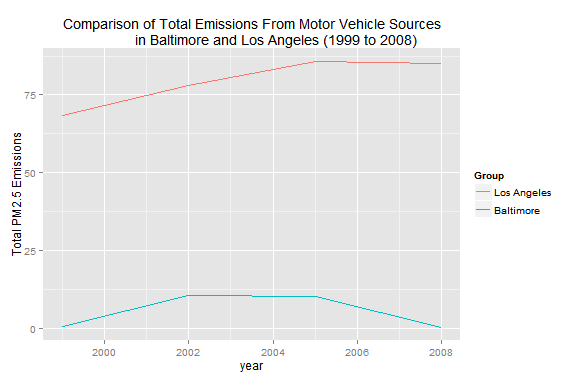 Comparison of Total Emissions From Motor Vehicle Sources
in Baltimore and Los Angeles (1999 to 2008)
Total PM2.5 Emissions
75
50
25
0
2000
2002
2004
2006
2008
year
Group
Los Angeles
Baltimore